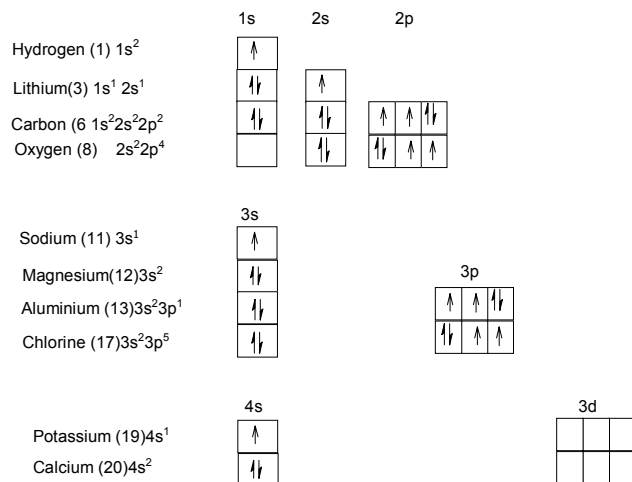 1s 2s 2p
Hydrogen (1) 1s²
Lithium(3) 1s¹ 2s¹
Carbon (6 1s²2s²2p²
Oxygen (8) 2s²2p⁴
3s
Sodium (11) 3s¹
Magnesium(12)3s²
3p
Aluminium (13)3s²3p¹
Chlorine (17)3s²3p⁵
4s 3d
Potassium (19)4s¹
Calcium (20)4s²